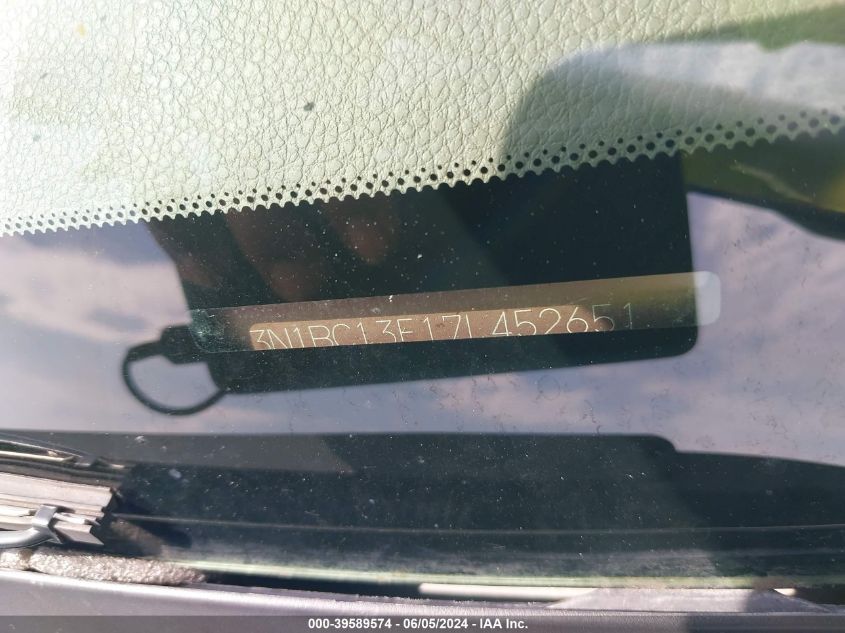 3N1BC13E17L452651
000-39589574 | 06/05/2024 - IAA Inc.